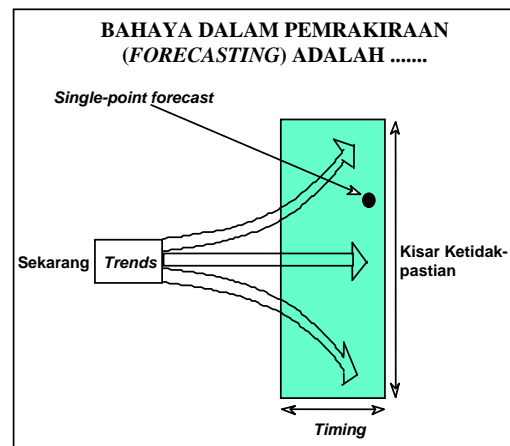 BAHAYA DALAM PEMRAKIRAAN
(FORECASTING) ADALAH .......
Single-point forecast
Sekarang
Trends
Kisar Ketidak-
pastian
Timing